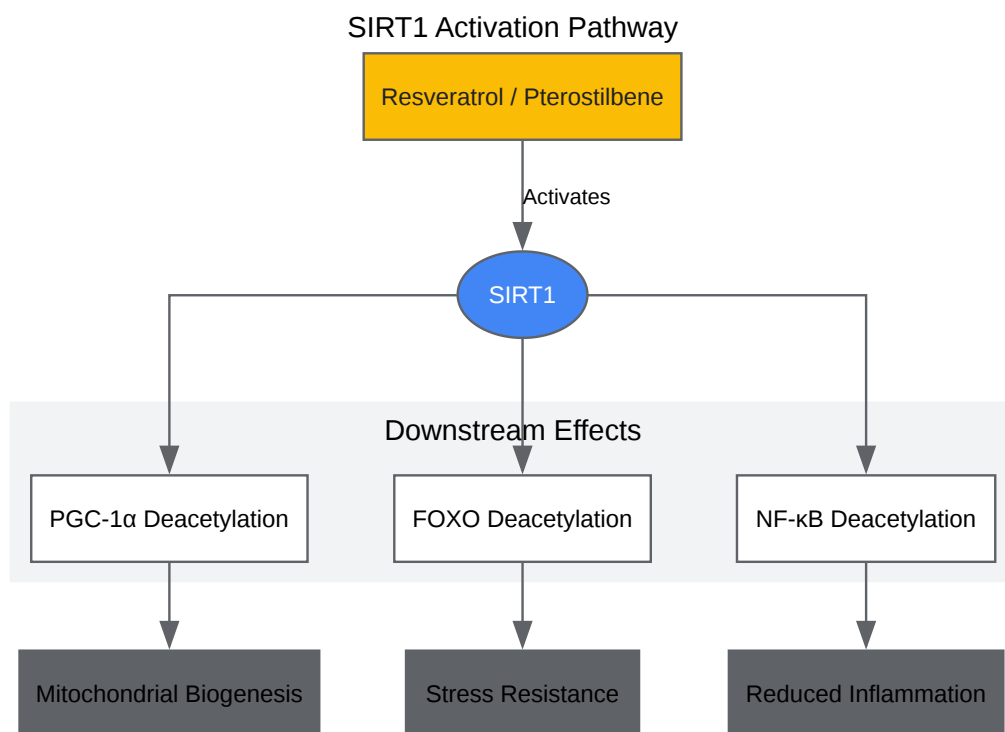 SIRT1 Activation Pathway
Resveratrol / Pterostilbene
Activates
SIRT1
Downstream Effects
PGC-1α Deacetylation
FOXO Deacetylation
NF-κB Deacetylation
Mitochondrial Biogenesis
Stress Resistance
Reduced Inflammation